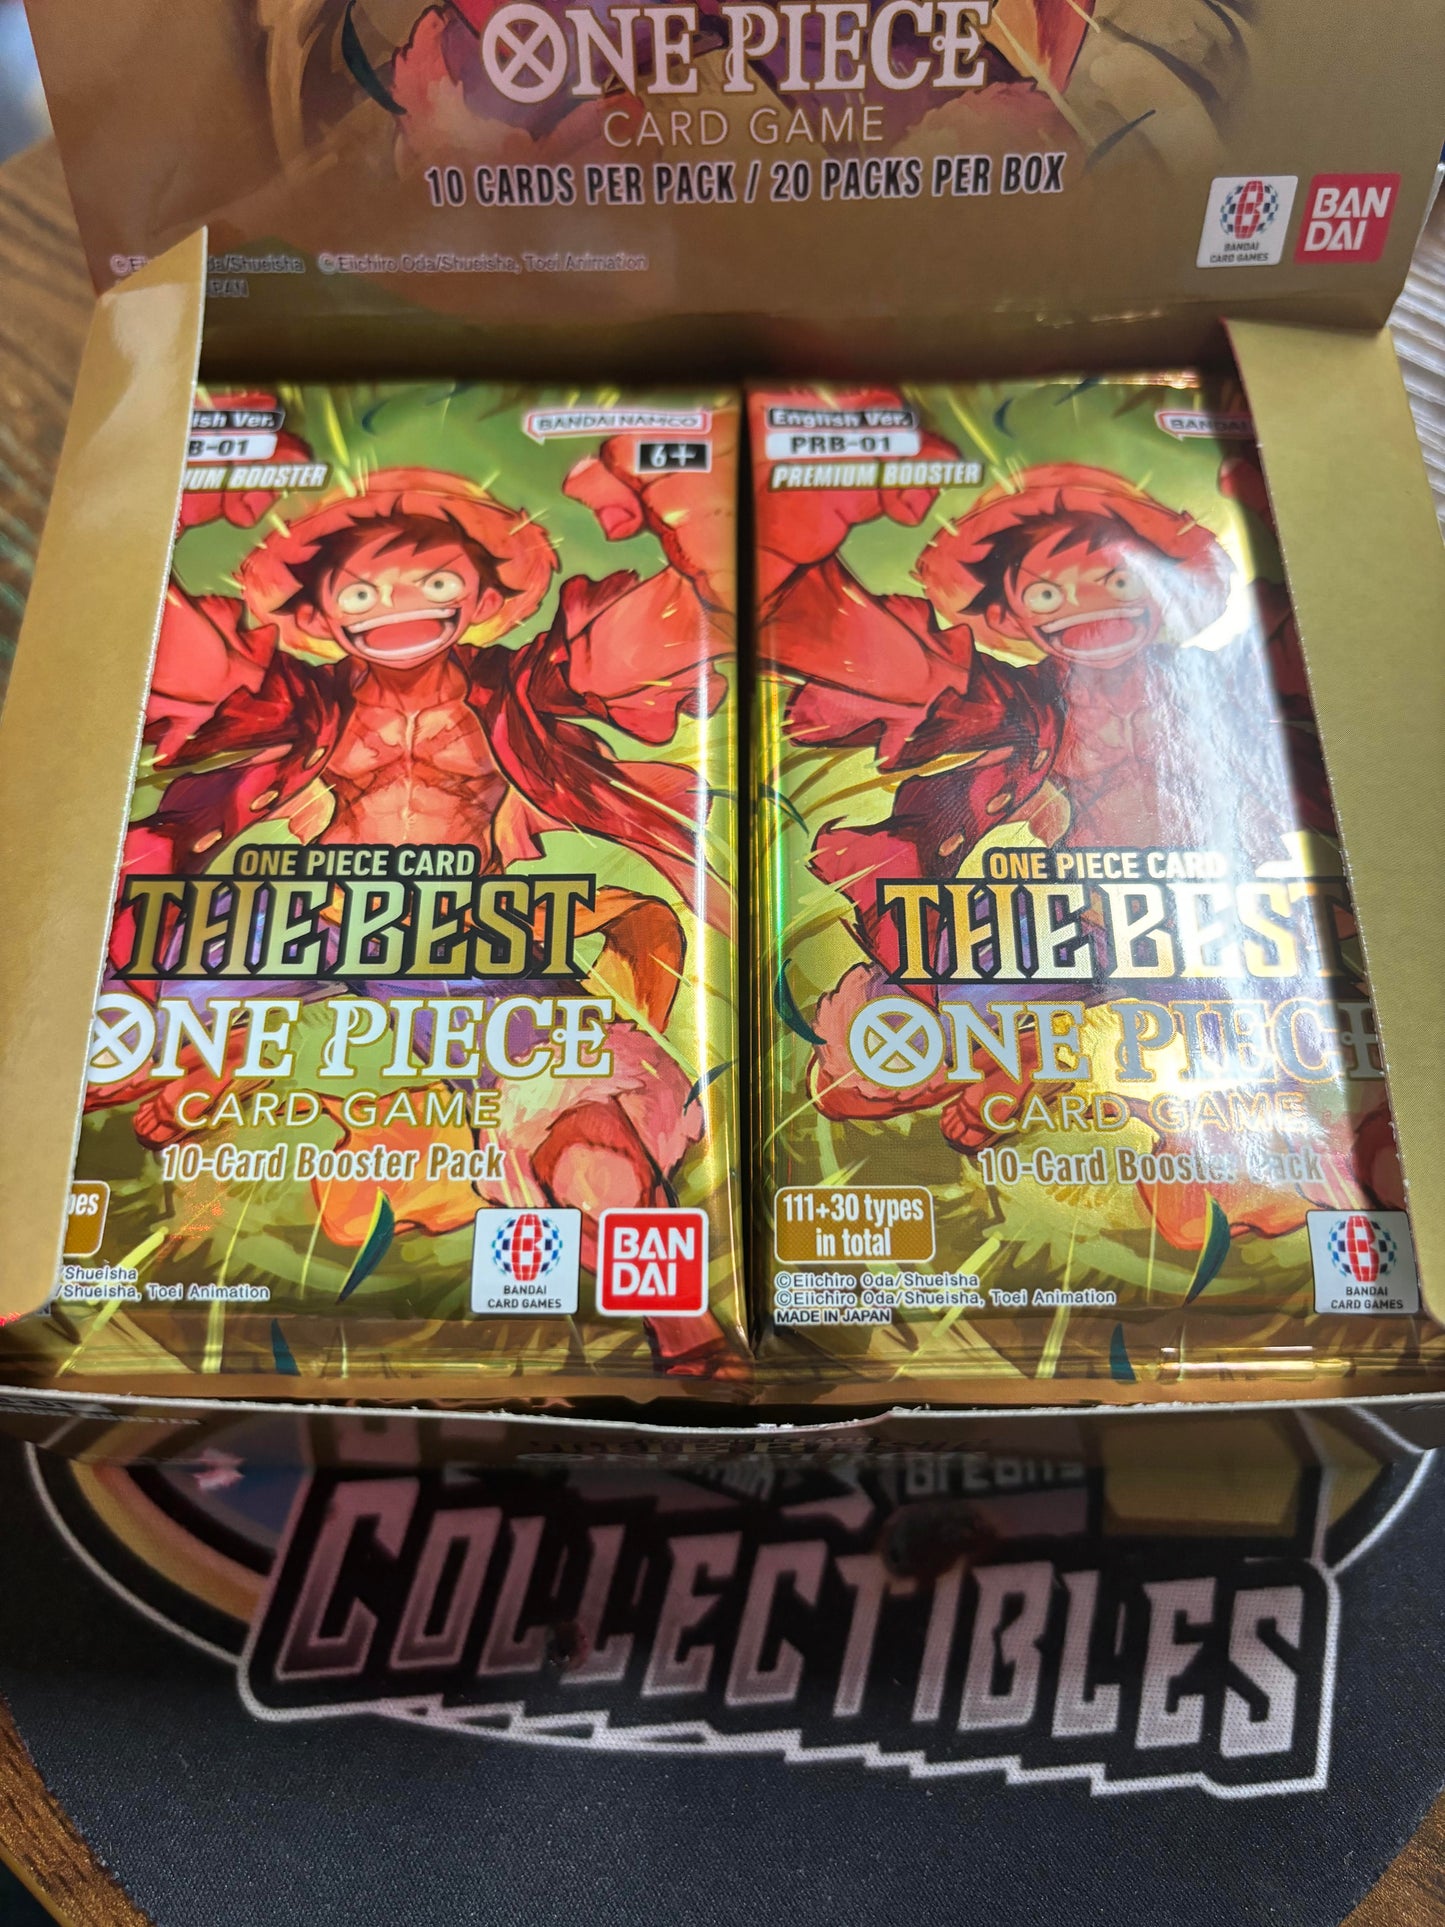 ONE PIECE
CARD GAME
10 CARDS PER PACK / 20 PACKS PER BOX
BANDAI
CARD GAMES
BAN
DAI
©Eiichiro Oda/Shueisha, Toei Animation
BANDAI NAMCO
6+
PREMIUM BOOSTER
ONE PIECE CARD
THE BEST
ONE PIECE
CARD GAME
10-Card Booster Pack
/Shueisha
/Shueisha, Toei Animation
BANDAI
CARD GAMES
BAN
DAI
English Ver.
PRB-01
PREMIUM BOOSTER
BANDAI
ONE PIECE CARD
THE BEST
ONE PIECE
CARD GAME
10-Card Booster Pack
111+30 types
in total
©Eiichiro Oda/Shueisha
©Eiichiro Oda/Shueisha, Toei Animation
MADE IN JAPAN
BANDAI
CARD GAMES
COLLECTIBLES